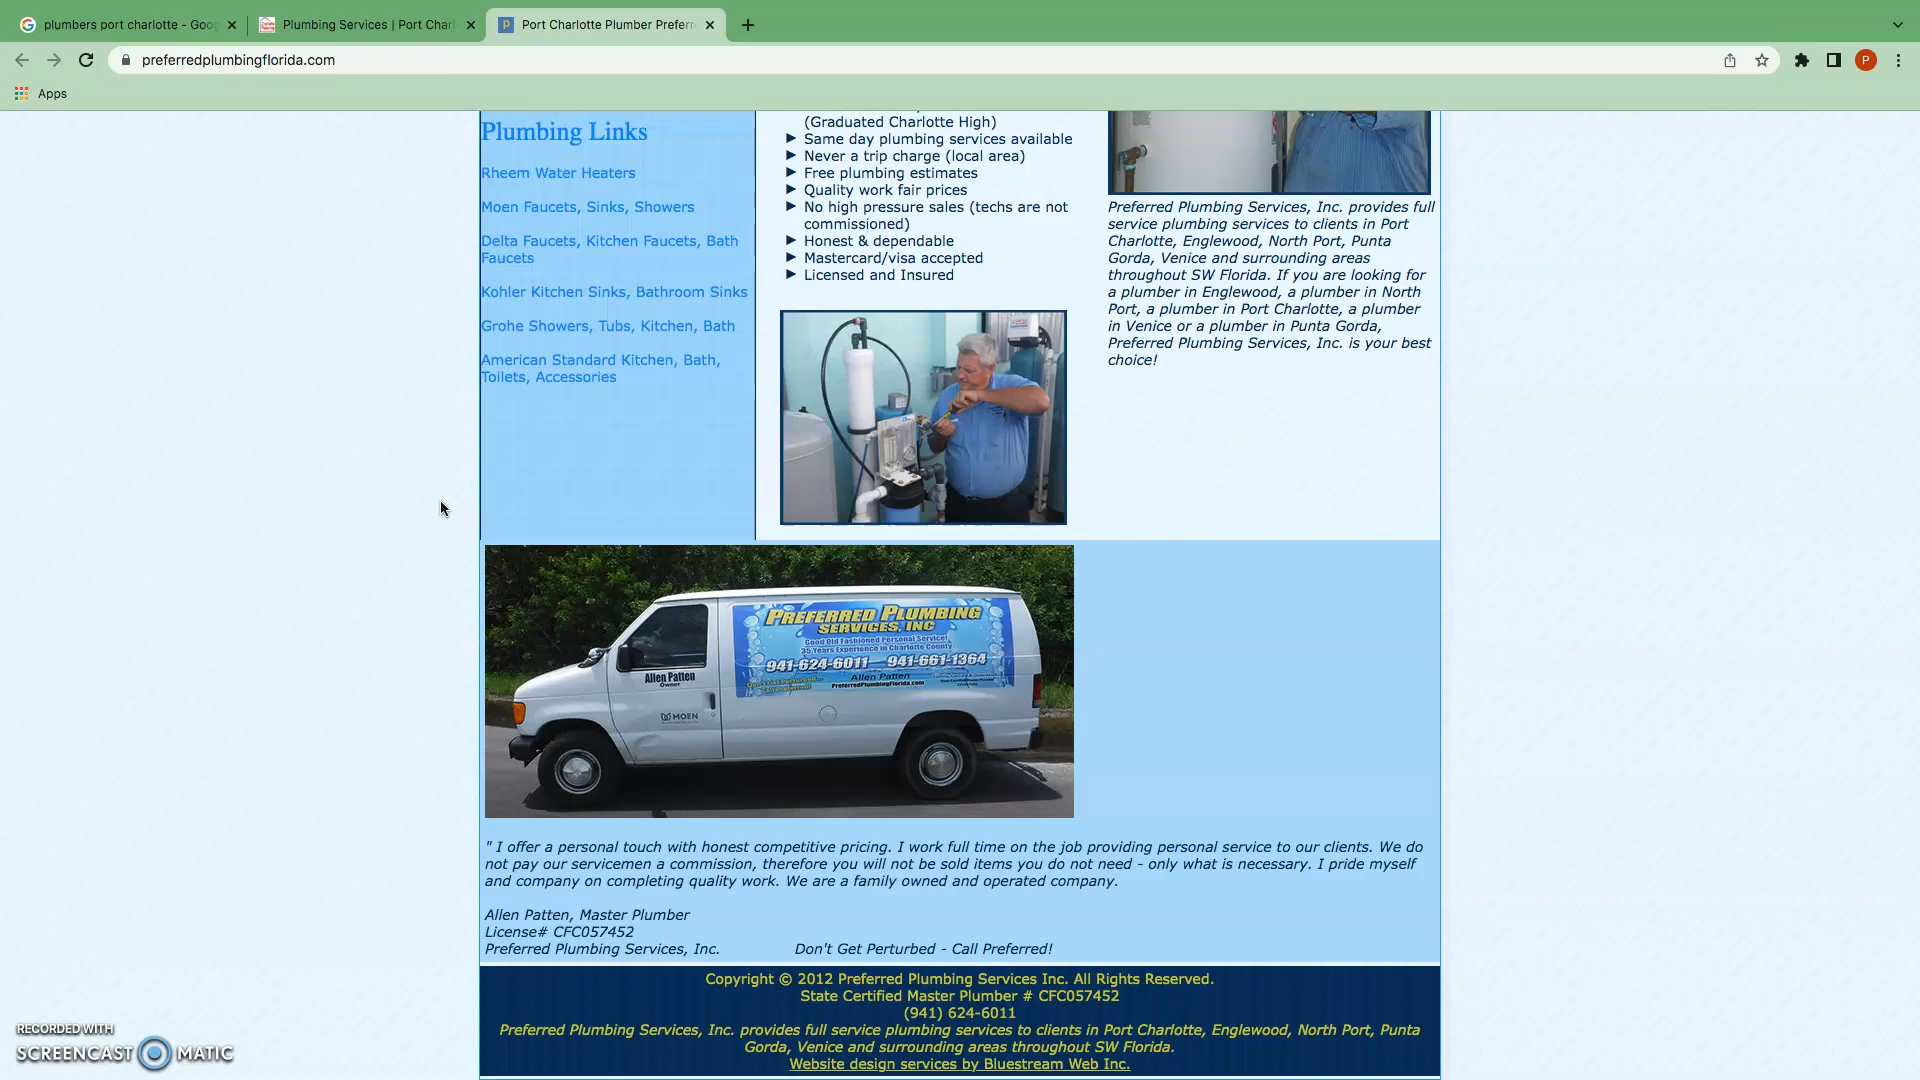 plumbers port charlotte - Goo
Plumbing Services | Port Char
Port Charlotte Plumber Prefer
preferredplumbingflorida.com
P
Apps
Plumbing Links
Rheem Water Heaters
Moen Faucets, Sinks, Showers
Delta Faucets, Kitchen Faucets, Bath
Faucets
Kohler Kitchen Sinks, Bathroom Sinks
Grohe Showers, Tubs, Kitchen, Bath
American Standard Kitchen, Bath,
Toilets, Accessories
(Graduated Charlotte High)
► Same day plumbing services available
► Never a trip charge (local area)
► Free plumbing estimates
► Quality work fair prices
► No high pressure sales (techs are not
commissioned)
► Honest & dependable
► Mastercard/visa accepted
► Licensed and Insured
Preferred Plumbing Services, Inc. provides full
service plumbing services to clients in Port
Charlotte, Englewood, North Port, Punta
Gorda, Venice and surrounding areas
throughout SW Florida. If you are looking for
a plumber in Englewood, a plumber in North
Port, a plumber in Port Charlotte, a plumber
in Venice or a plumber in Punta Gorda,
Preferred Plumbing Services, Inc. is your best
choice!
PREFERRED PLUMBING
SERVICES, INC
Good Old Fashioned Personal Service!
35 Years Experience in Charlotte County
941-624-6011 941-661-1364
Allen Patten
PreferredPlumbingFlorida.com
Allen Patten
Owner
MOEN
" I offer a personal touch with honest competitive pricing. I work full time on the job providing personal service to our clients. We do
not pay our servicemen a commission, therefore you will not be sold items you do not need - only what is necessary. I pride myself
and company on completing quality work. We are a family owned and operated company.
Allen Patten, Master Plumber
License# CFC057452
Preferred Plumbing Services, Inc. Don't Get Perturbed - Call Preferred!
Copyright © 2012 Preferred Plumbing Services Inc. All Rights Reserved.
State Certified Master Plumber # CFC057452
(941) 624-6011
Preferred Plumbing Services, Inc. provides full service plumbing services to clients in Port Charlotte, Englewood, North Port, Punta
Gorda, Venice and surrounding areas throughout SW Florida.
Website design services by Bluestream Web Inc.
RECORDED WITH
SCREENCAST MATIC